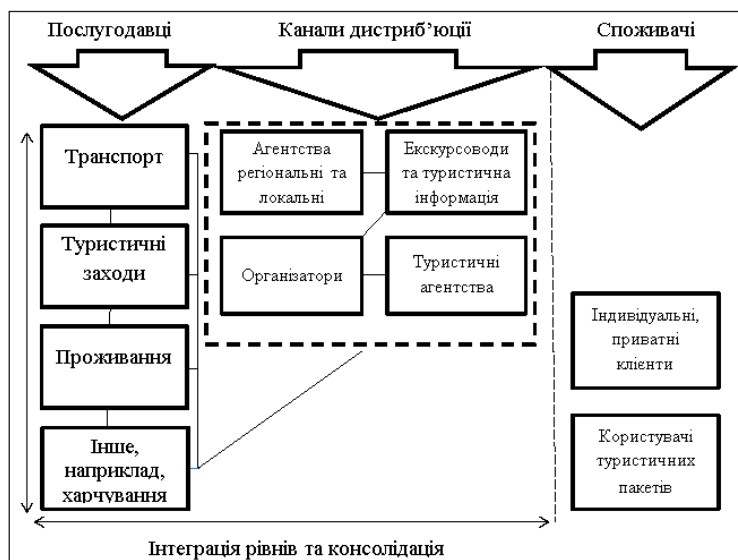 Послугодавці
Канали дистриб’юції
Споживачі
Транспорт
Туристичні
заходи
Проживання
Інше,
наприклад,
харчування
Агентства
регіональні та
локальні
Екскурсоводи
та туристична
інформація
Організатори
Туристичні
агентства
Індивідуальні,
приватні
клієнти
Користувачі
туристичних
пакетів
Інтеграція рівнів та консолідація